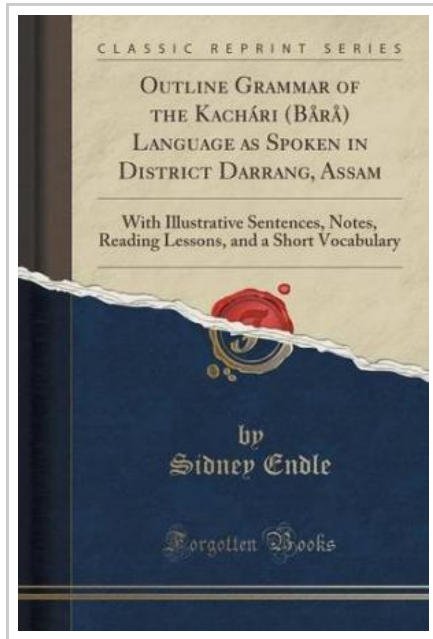 CLASSIC REPRINT SERIES
OUTLINE GRAMMAR OF
THE KACHÁRI (BÅRÅ)
LANGUAGE AS SPOKEN IN
DISTRICT DARRANG, ASSAM
With Illustrative Sentences, Notes,
Reading Lessons, and a Short Vocabulary
by
Sidney Endle
Forgotten Books